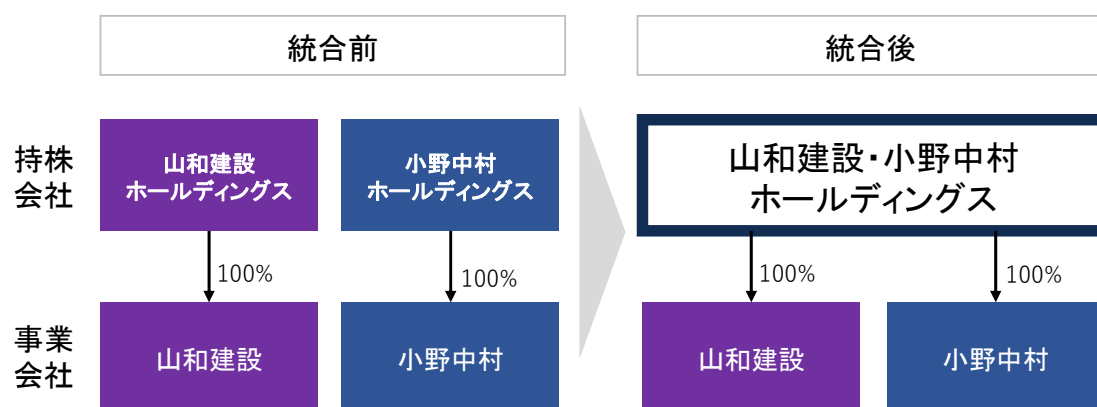 統合前
統合後
持株
会社
山和建設
ホールディングス
小野中村
ホールディングス
山和建設・小野中村
ホールディングス
100%
100%
100%
100%
事業
会社
山和建設
小野中村
山和建設
小野中村